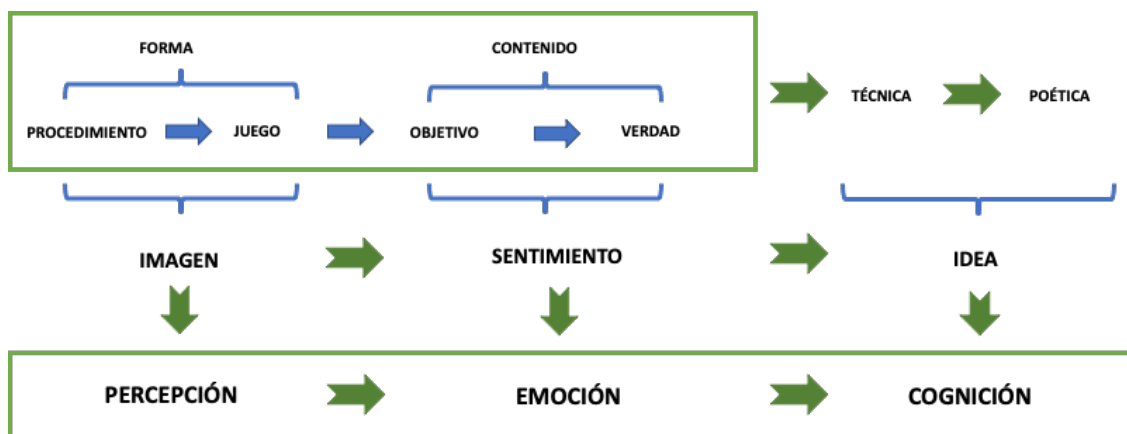 FORMA
CONTENIDO
TÉCNICA
POÉTICA
PROCEDIMIENTO
JUEGO
OBJETIVO
VERDAD
IMAGEN
SENTIMIENTO
IDEA
PERCEPCIÓN
EMOCIÓN
COGNICIÓN